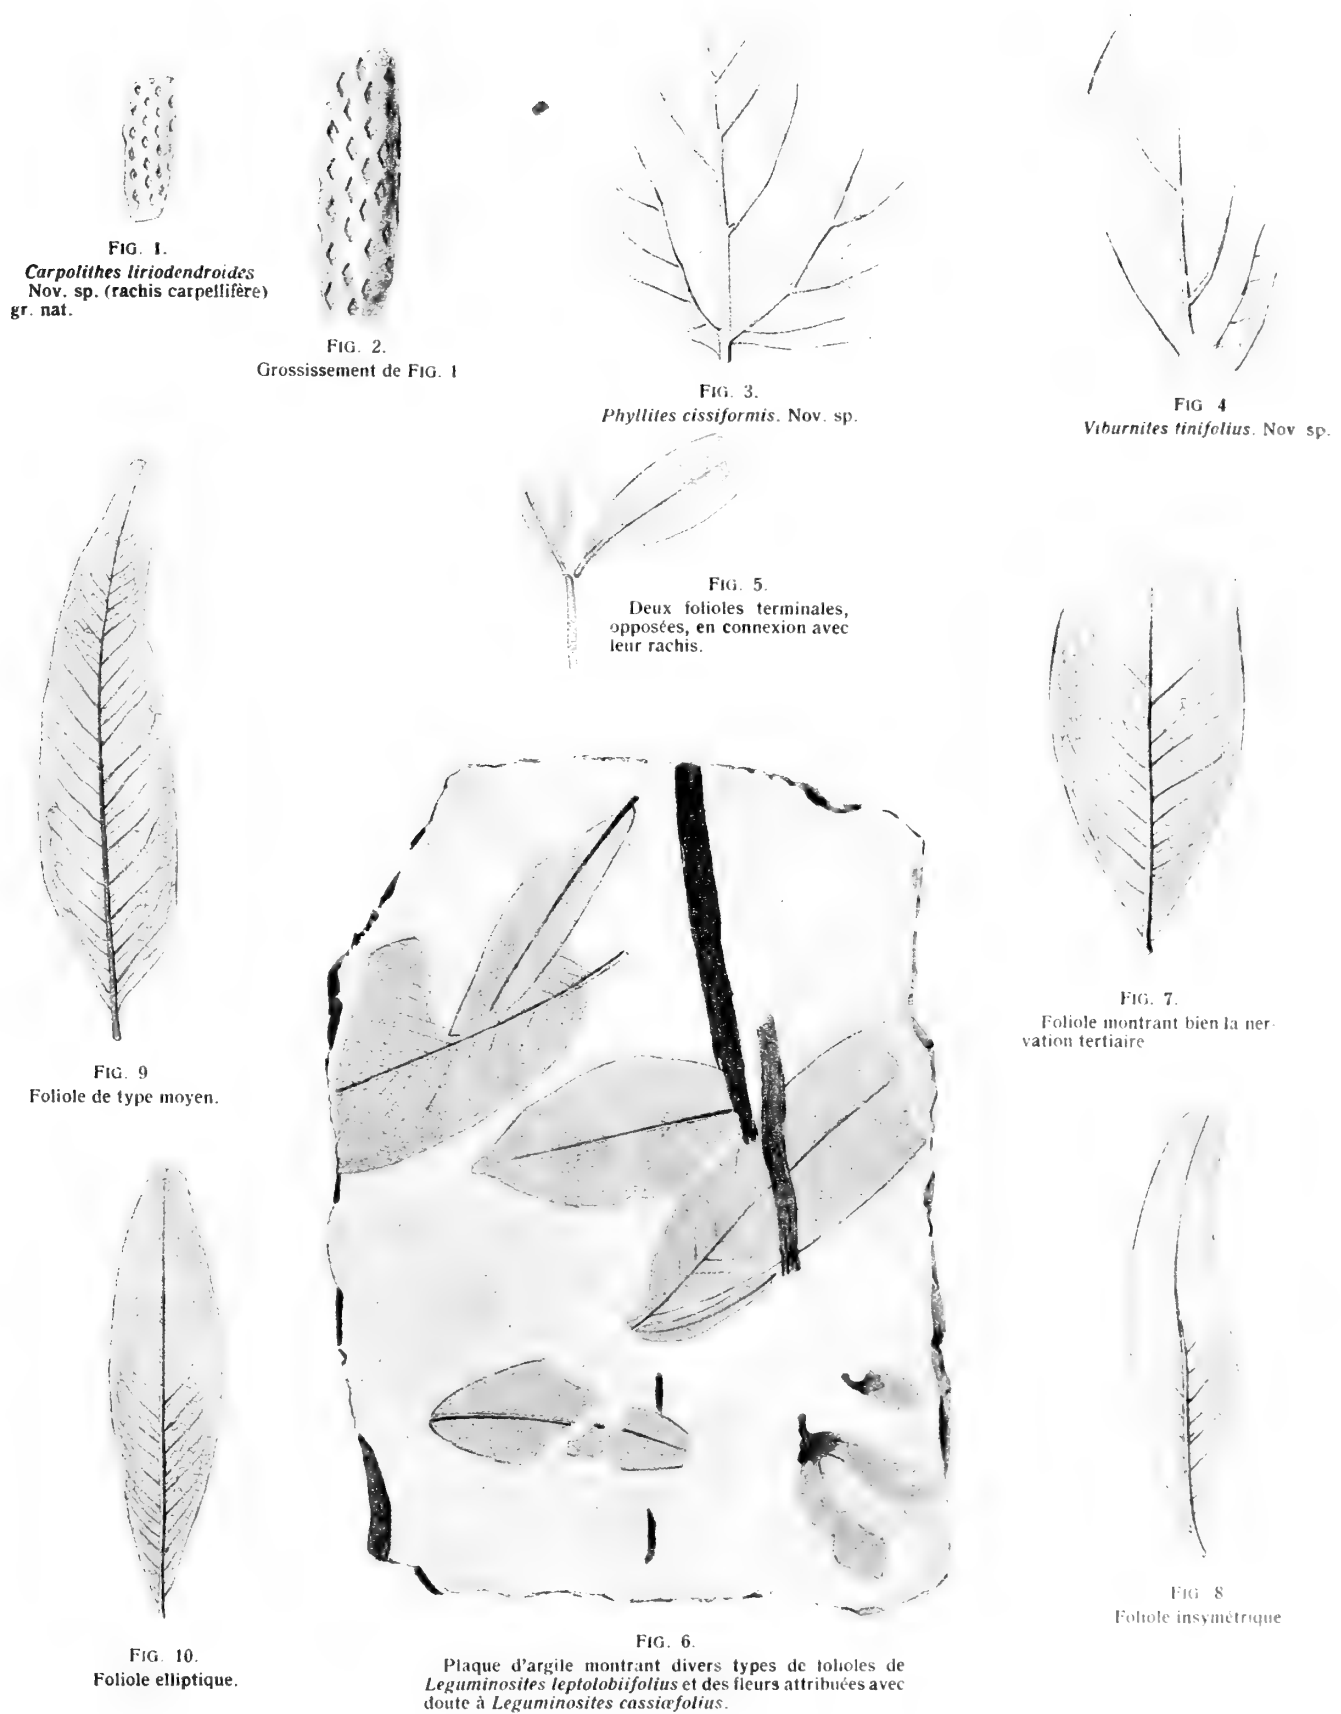 FIG. 1.
Carpolithes liriodendroides
Nov. sp. (rachis carpellifère)
gr. nat.
FIG. 2.
Grossissement de FIG. 1
FIG. 3.
Phyllites cissiformis. Nov. sp.
FIG 4
Viburnites tinifolius. Nov sp.
FIG. 5.
Deux folioles terminales,
opposées, en connexion avec
leur rachis.
FIG. 7.
Foliole montrant bien la ner-
vation tertiaire
FIG. 9
Foliole de type moyen.
FIG 8
Foliole insymétrique
FIG. 10.
Foliole elliptique.
FIG. 6.
Plaque d'argile montrant divers types de folioles de
Leguminosites leptolobiifolius et des fleurs attribuées avec
doute à Leguminosites cassiæfolius.